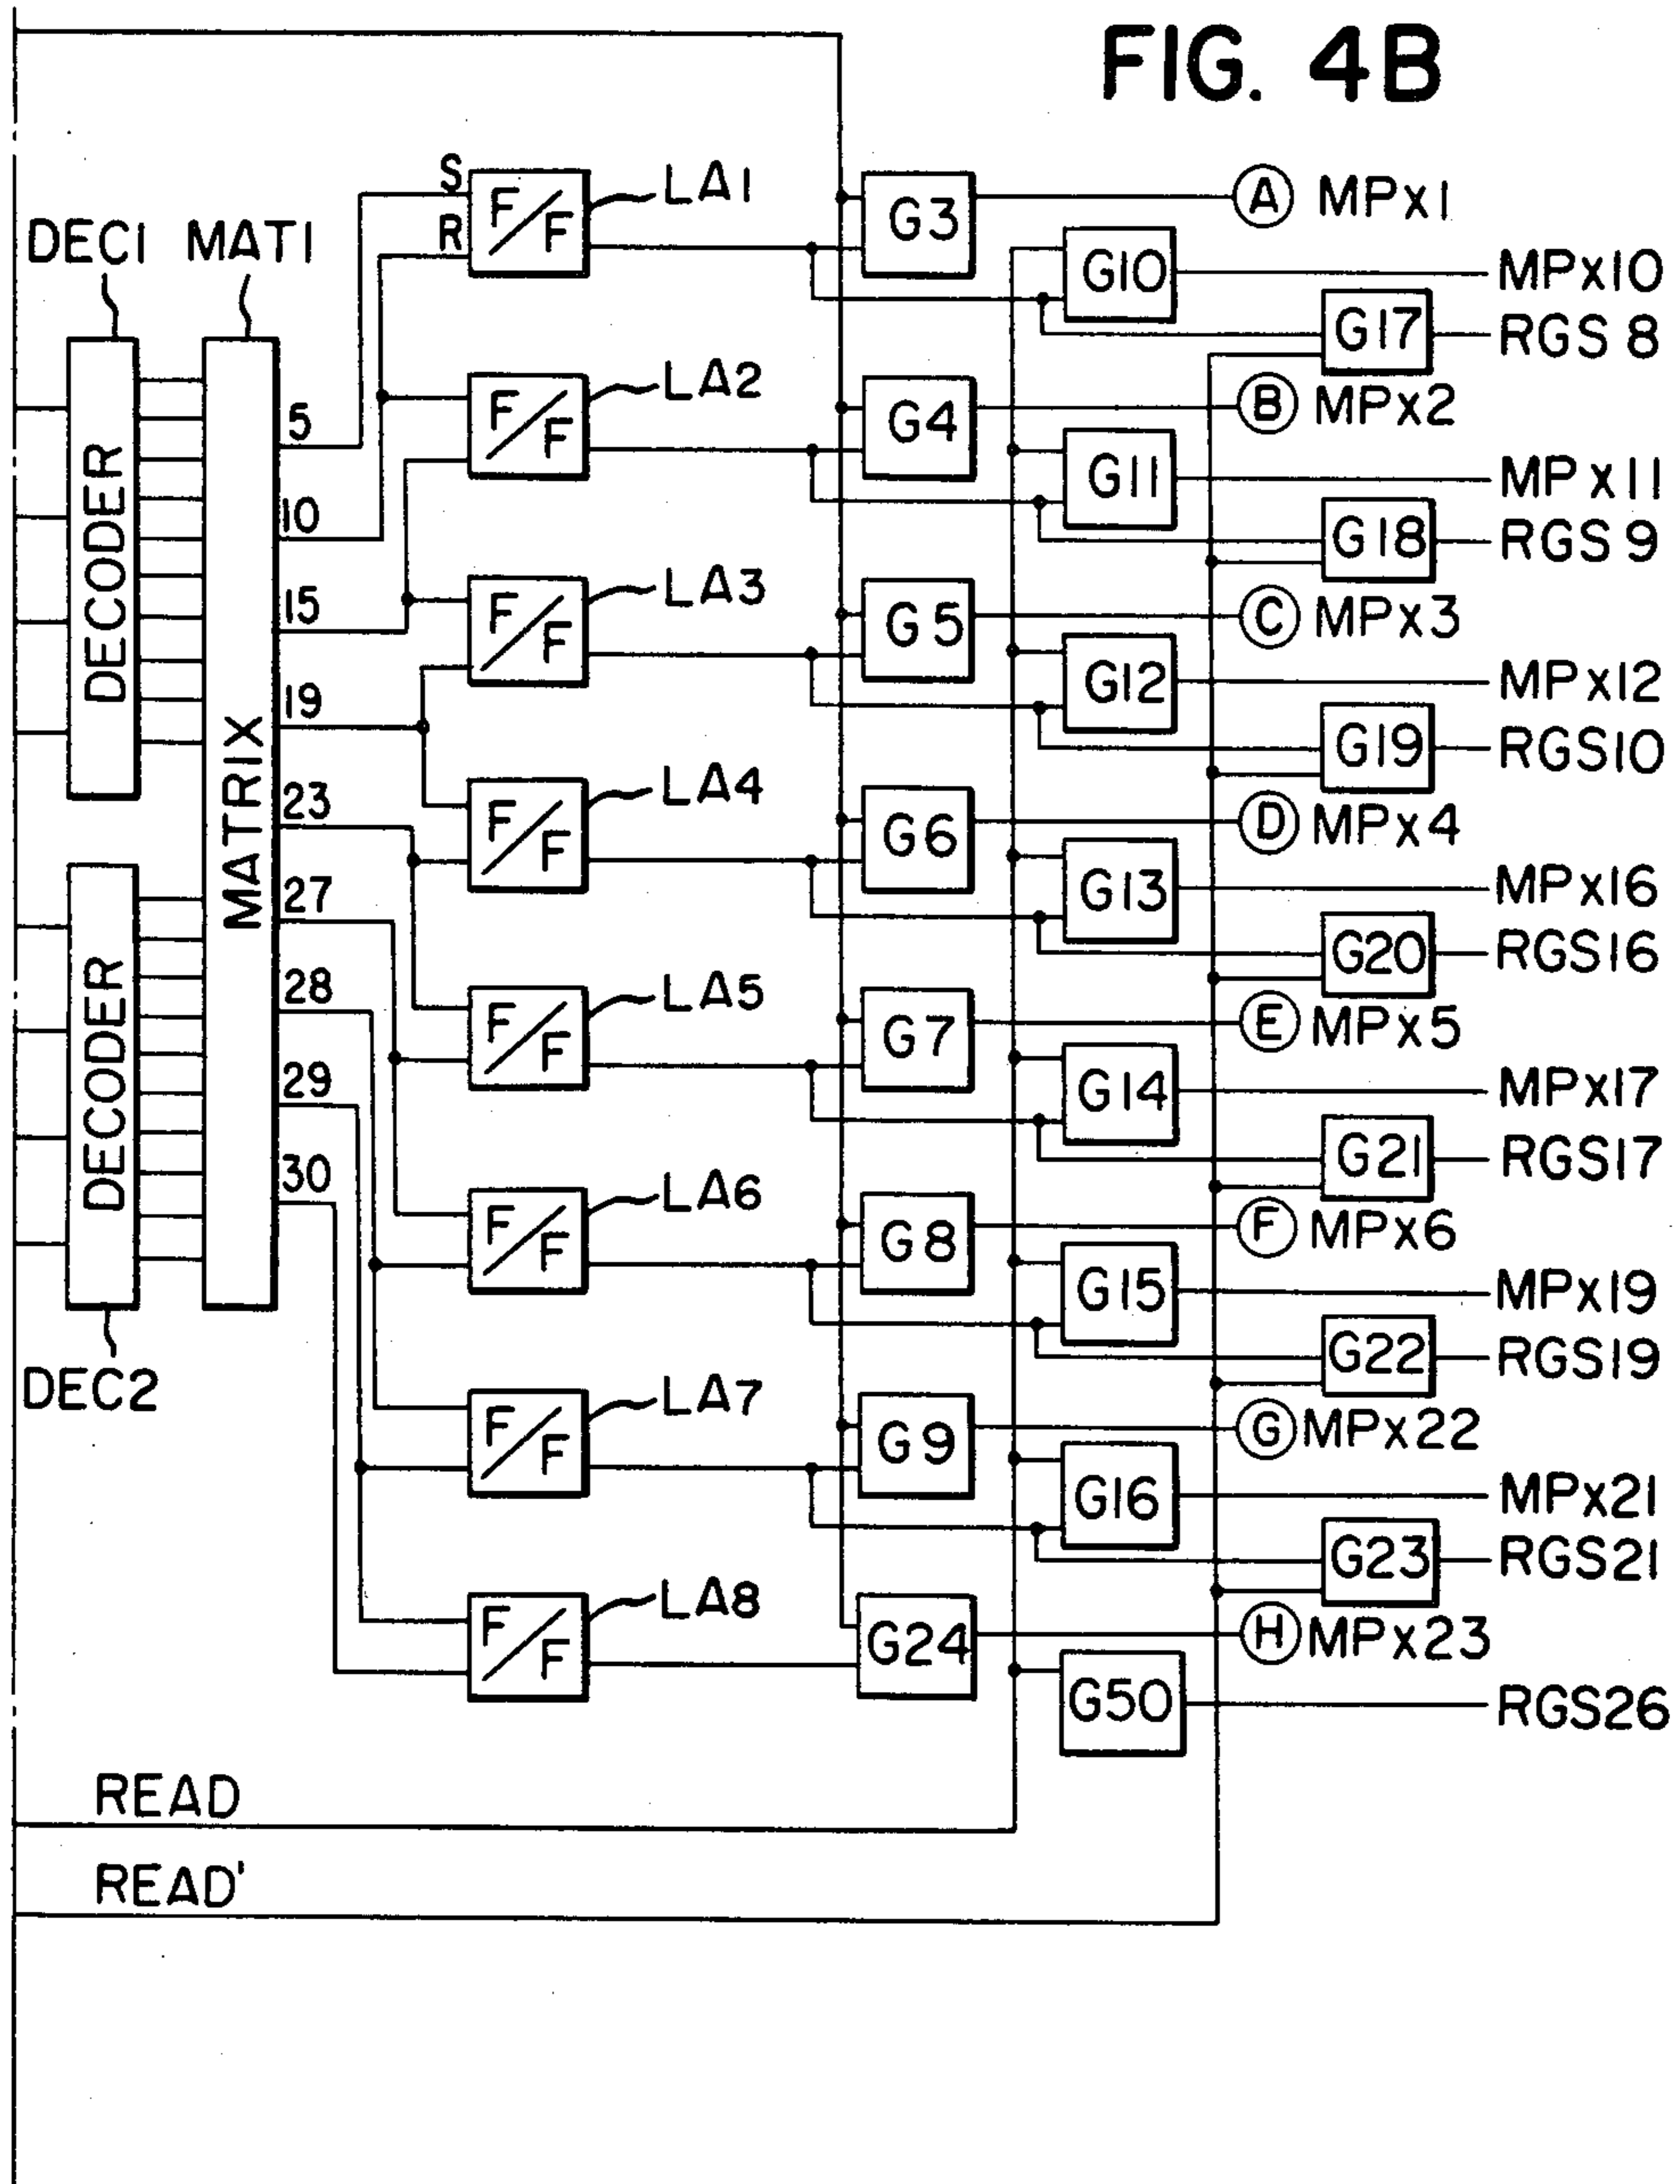 FIG. 4B
DEC1
MAT1
DECODER
DECODER
DEC2
MATRIX
5
10
15
19
23
27
28
29
30
S
R
F/F
LA1
F/F
LA2
F/F
LA3
F/F
LA4
F/F
LA5
F/F
LA6
F/F
LA7
F/F
LA8
G3
A MPX1
G10
MPX10
G17
RGS 8
G4
B MPX2
G11
MPX11
G18
RGS 9
G5
C MPX3
G12
MPX12
G19
RGS10
G6
D MPX4
G13
MPX16
G20
RGS16
G7
E MPX5
G14
MPX17
G21
RGS17
G8
F MPX6
G15
MPX19
G22
RGS19
G9
G MPX22
G16
MPX21
G23
RGS21
G24
H MPX23
G50
RGS26
READ
READ'